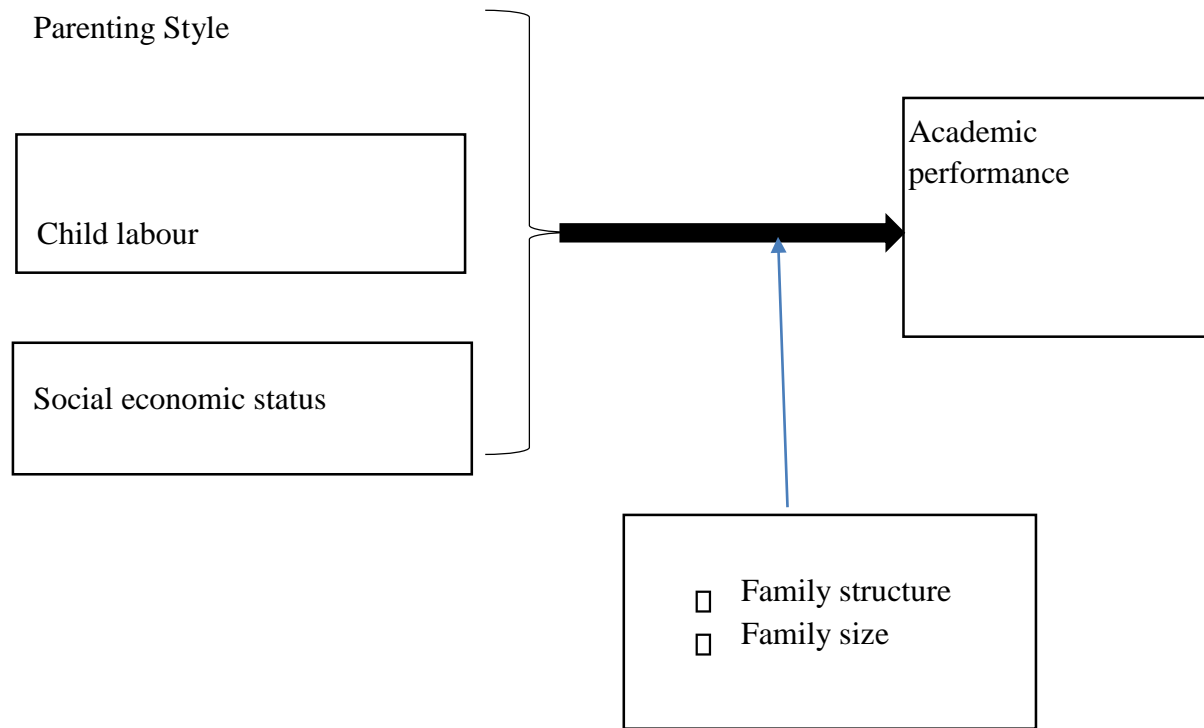 Parenting Style
Child labour
Social economic status
Academic
performance
Family structure
Family size